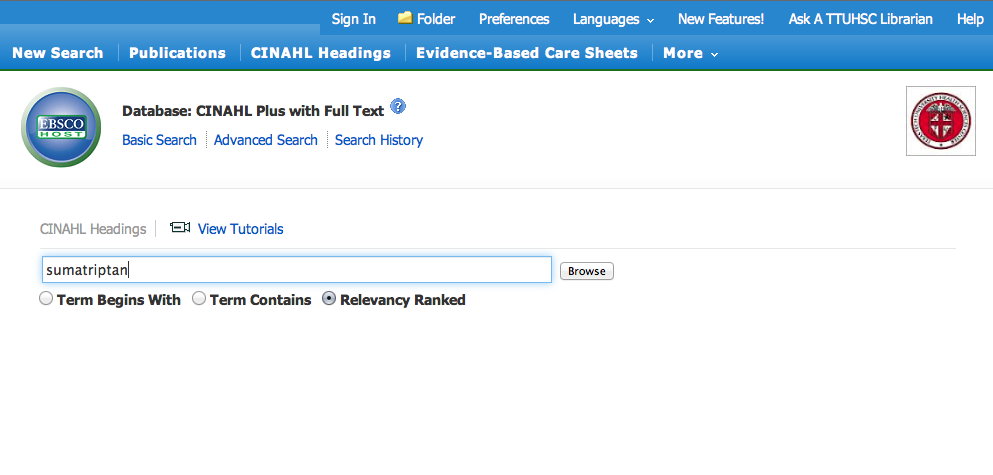 Sign In Folder Preferences Languages New Features! Ask A TTUHSC Librarian Help
New Search Publications CINAHL Headings Evidence-Based Care Sheets More
EBSCO
HOST
Database: CINAHL Plus with Full Text ?
Basic Search Advanced Search Search History
CINAHL Headings View Tutorials
sumatriptan Browse
Term Begins With Term Contains Relevancy Ranked